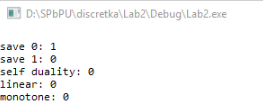 D:\SPbPU\discretka\Lab2\Debug\Lab2.exe
save 0: 1
save 1: 0
self duality: 0
linear: 0
monotone: 0